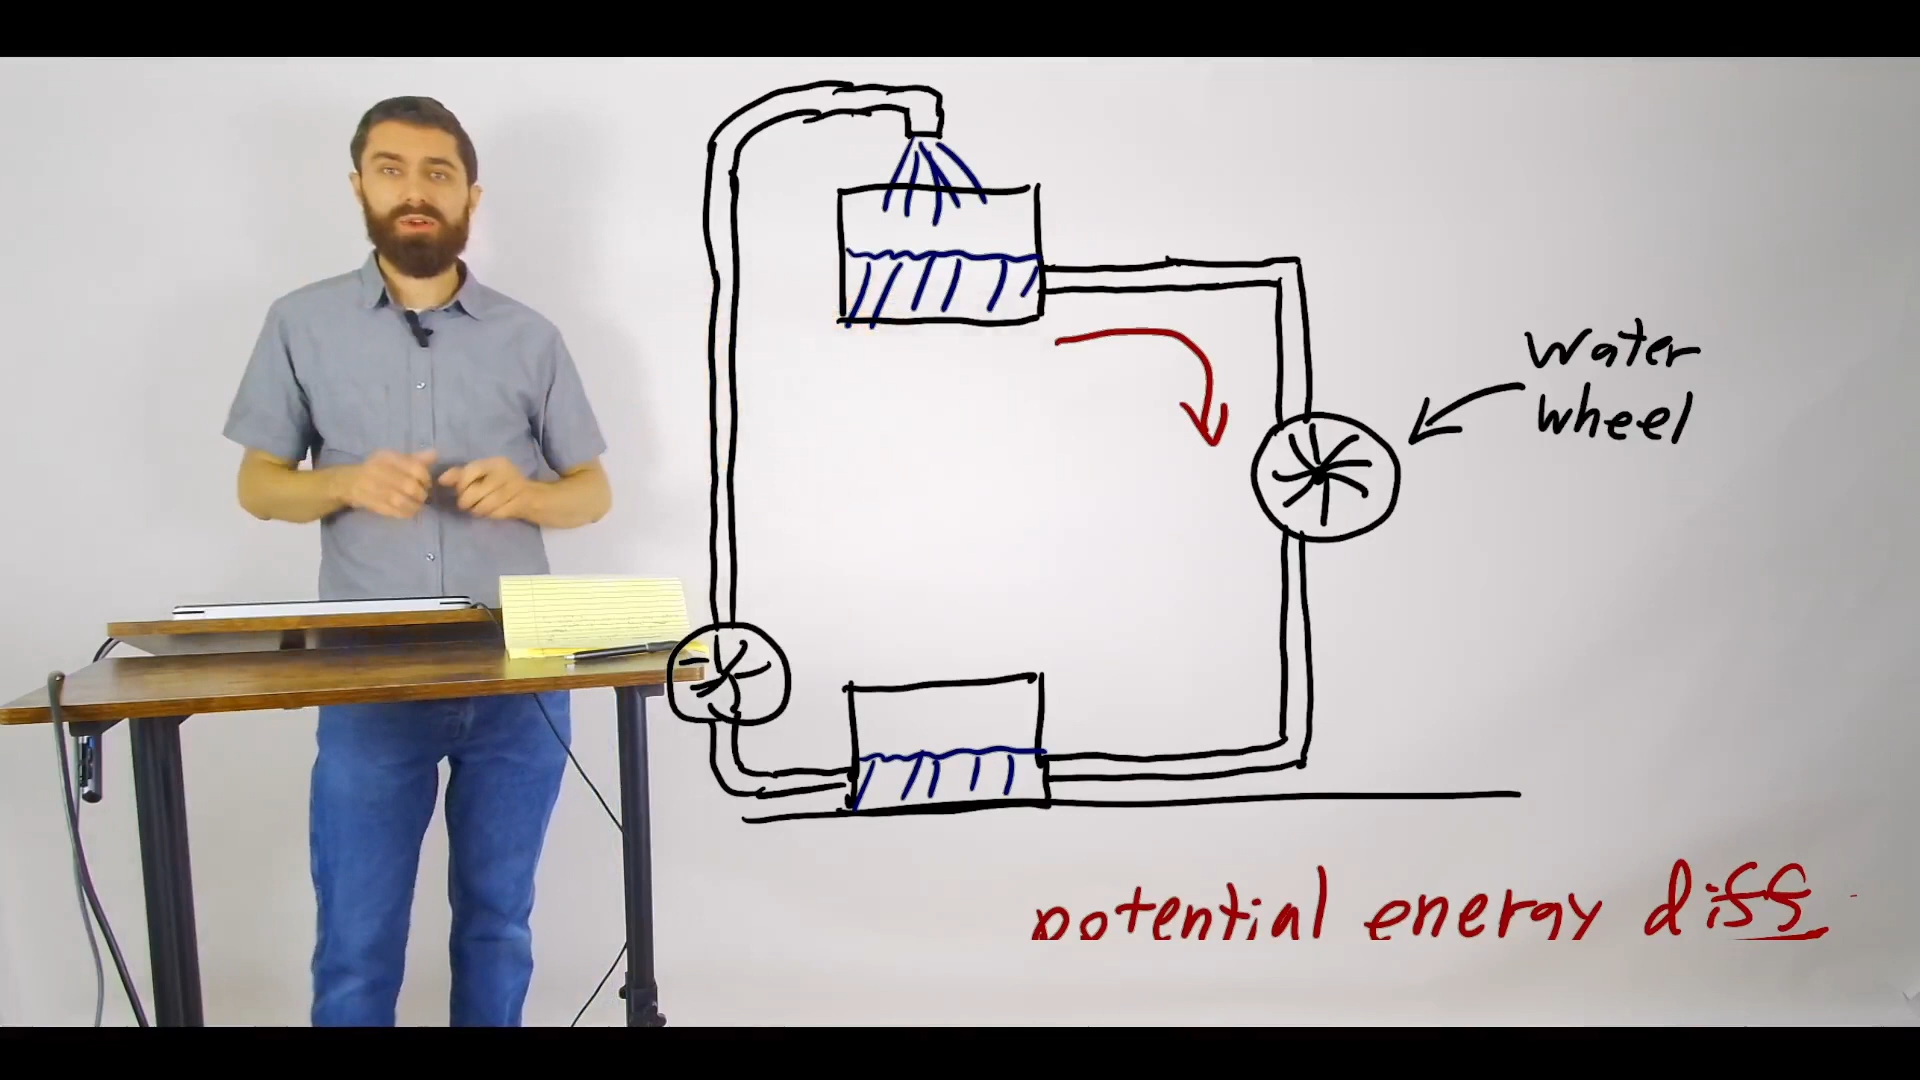 water
wheel
potential energy diff